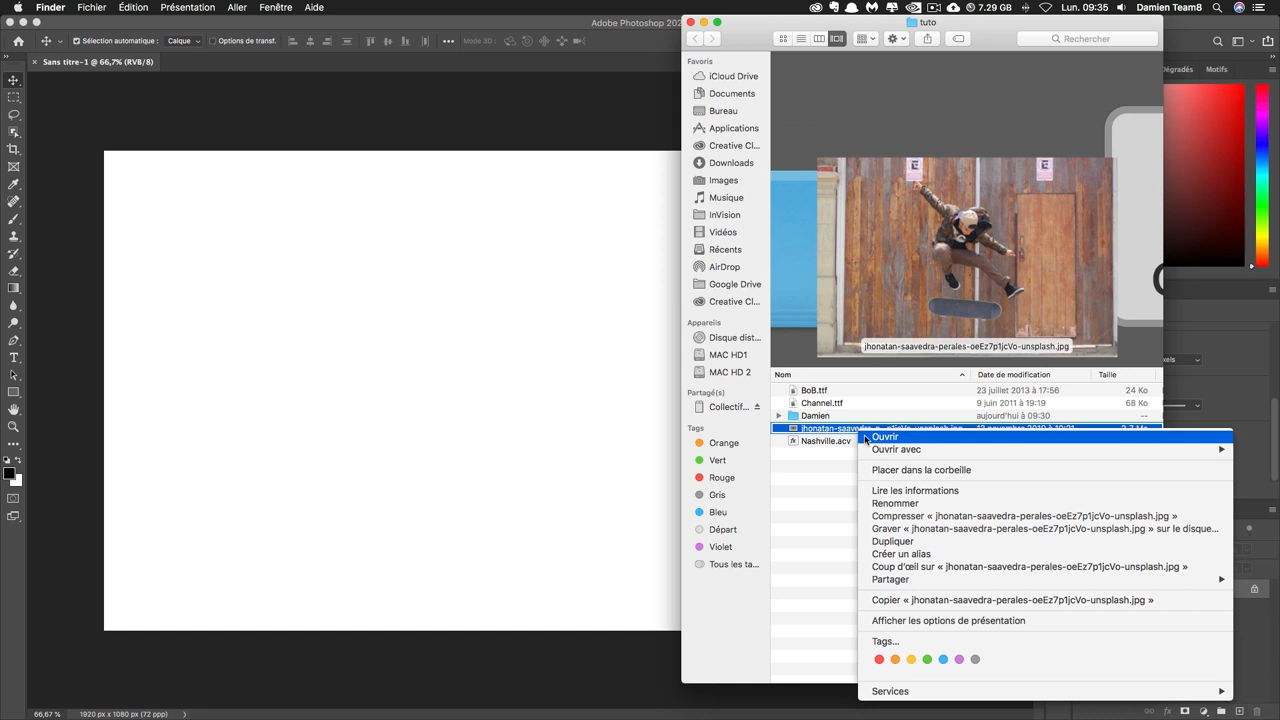 Finder Fichier Édition Présentation Aller Fenêtre Aide
7.29 GB Lun. 09:35 Damien Team8
Adobe Photoshop 202
tuto
Sélection automatique : Calque Options de transf. Mode 3D :
Rechercher
Sans titre-1 @ 66,7% (RVB/8)
Dégradés Motifs
Favoris
iCloud Drive
Documents
Bureau
Applications
Creative Cl...
Downloads
Images
Musique
InVision
Vidéos
Récents
AirDrop
Google Drive
Creative Cl...
Appareils
Disque dist...
MAC HD1
MAC HD 2
Partagé(s)
Collectif...
Tags
Orange
Vert
Rouge
Gris
Bleu
Départ
Violet
Tous les ta...
jhonatan-saavedra-perales-oeEz7p1jcVo-unsplash.jpg
Nom Date de modification Taille
BoB.ttf 23 juillet 2013 à 17:56 24 Ko
Channel.ttf 9 juin 2011 à 19:19 68 Ko
Damien aujourd'hui à 09:30 --
Nashville.acv
Ouvrir
Ouvrir avec
Placer dans la corbeille
Lire les informations
Renommer
Compresser « jhonatan-saavedra-perales-oeEz7p1jcVo-unsplash.jpg »
Graver « jhonatan-saavedra-perales-oeEz7p1jcVo-unsplash.jpg » sur le disque...
Dupliquer
Créer un alias
Coup d'œil sur « jhonatan-saavedra-perales-oeEz7p1jcVo-unsplash.jpg »
Partager
Copier « jhonatan-saavedra-perales-oeEz7p1jcVo-unsplash.jpg »
Afficher les options de présentation
Tags...
Services
66,67 % 1920 px x 1080 px (72 ppp)